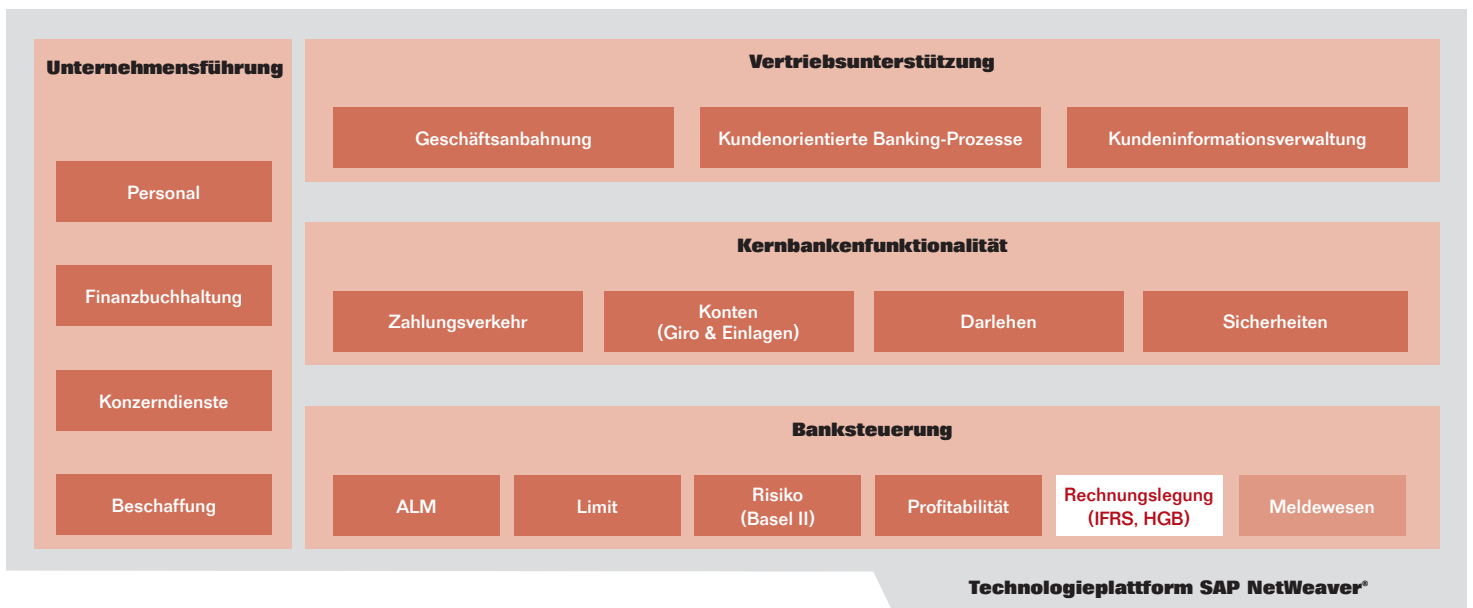 Unternehmensführung
Personal
Finanzbuchhaltung
Konzerndienste
Beschaffung
Vertriebsunterstützung
Geschäftsanbahnung
Kundenorientierte Banking-Prozesse
Kundeninformationsverwaltung
Kernbankenfunktionalität
Zahlungsverkehr
Konten
(Giro & Einlagen)
Darlehen
Sicherheiten
Banksteuerung
ALM
Limit
Risiko
(Basel II)
Profitabilität
Rechnungslegung
(IFRS, HGB)
Meldewesen
Technologieplattform SAP NetWeaver®